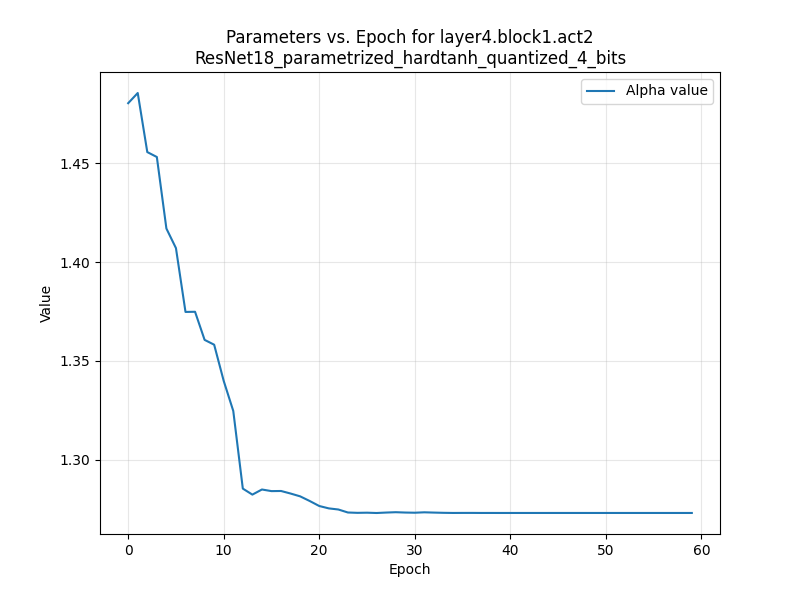 Parameters vs. Epoch for layer4.block1.act2
ResNet18_parametrized_hardtanh_quantized_4_bits
Alpha value
1.45
1.40
1.35
1.30
Value
0 10 20 30 40 50 60
Epoch